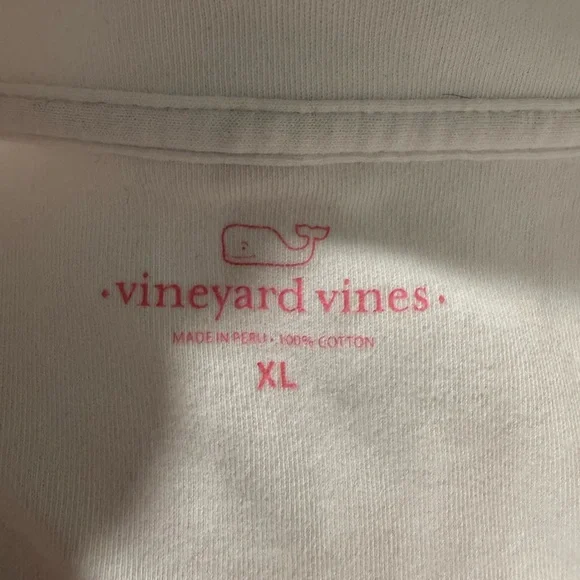 · vineyard vines ·
MADE IN PERU · 100% COTTON
XL